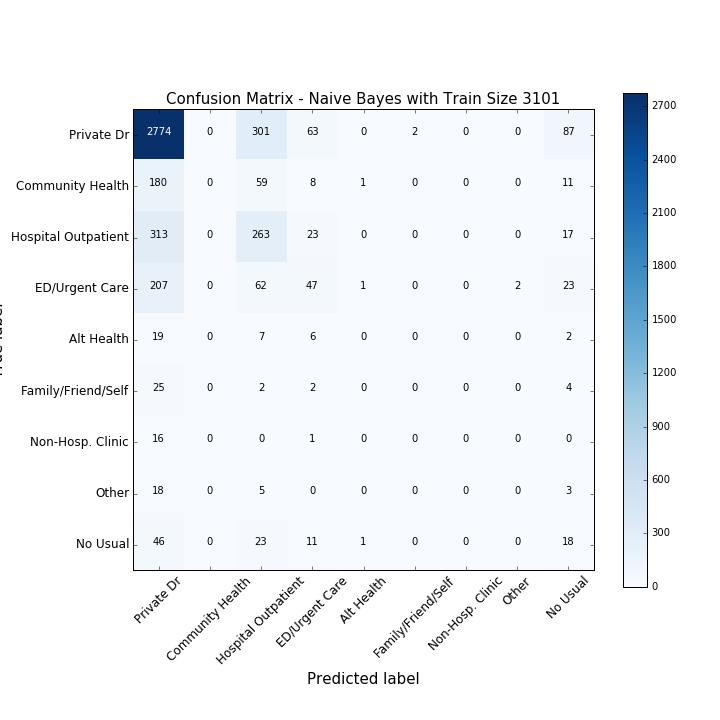 Confusion Matrix - Naive Bayes with Train Size 3101
Private Dr 2774 0 301 63 0 2 0 0 87
Community Health 180 0 59 8 1 0 0 0 11
Hospital Outpatient 313 0 263 23 0 0 0 0 17
ED/Urgent Care 207 0 62 47 1 0 0 2 23
Alt Health 19 0 7 6 0 0 0 0 2
Family/Friend/Self 25 0 2 2 0 0 0 0 4
Non-Hosp. Clinic 16 0 0 1 0 0 0 0 0
Other 18 0 5 0 0 0 0 0 3
No Usual 46 0 23 11 1 0 0 0 18
Private Dr
Community Health
Hospital Outpatient
ED/Urgent Care
Alt Health
Family/Friend/Self
Non-Hosp. Clinic
Other
No Usual
Predicted label
2700
2400
2100
1800
1500
1200
900
600
300
0